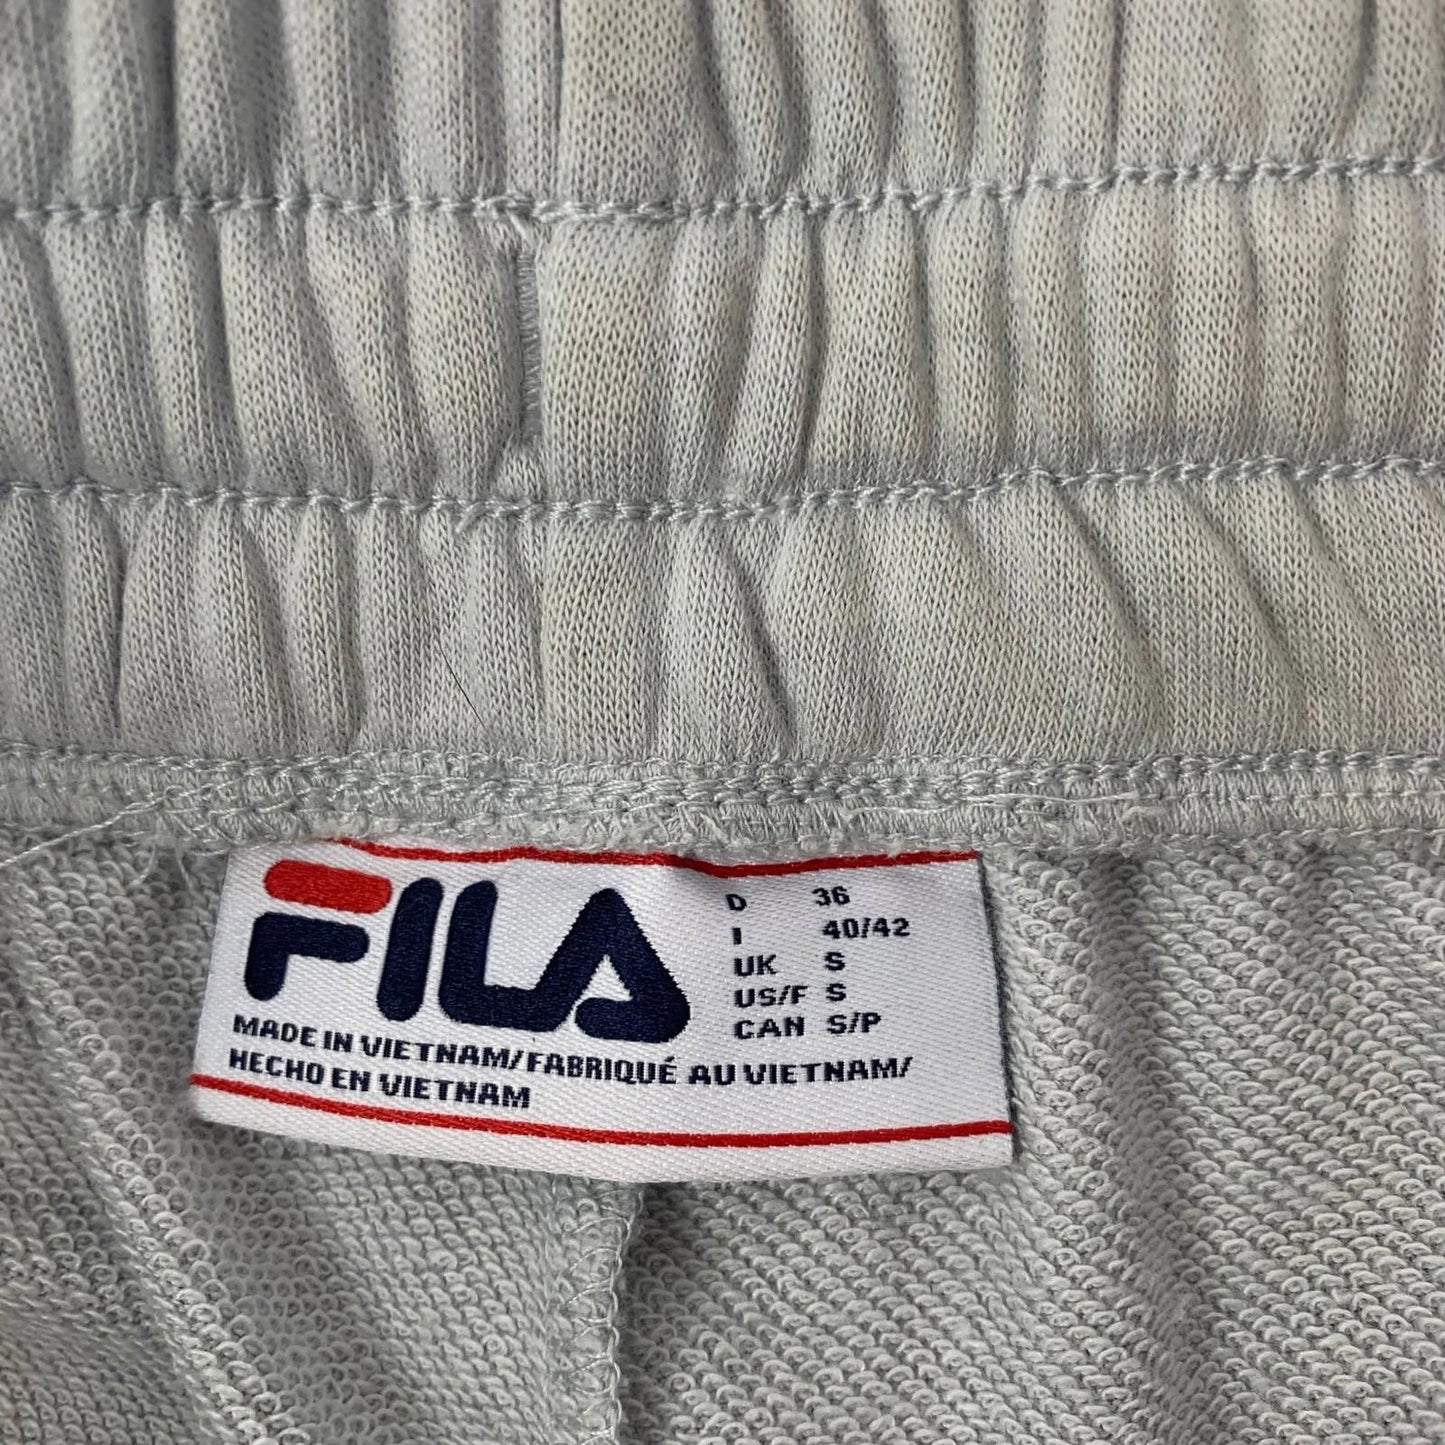 FILA
D 36
I 40/42
UK S
US/F S
CAN S/P
MADE IN VIETNAM/FABRIQUÉ AU VIETNAM/
HECHO EN VIETNAM